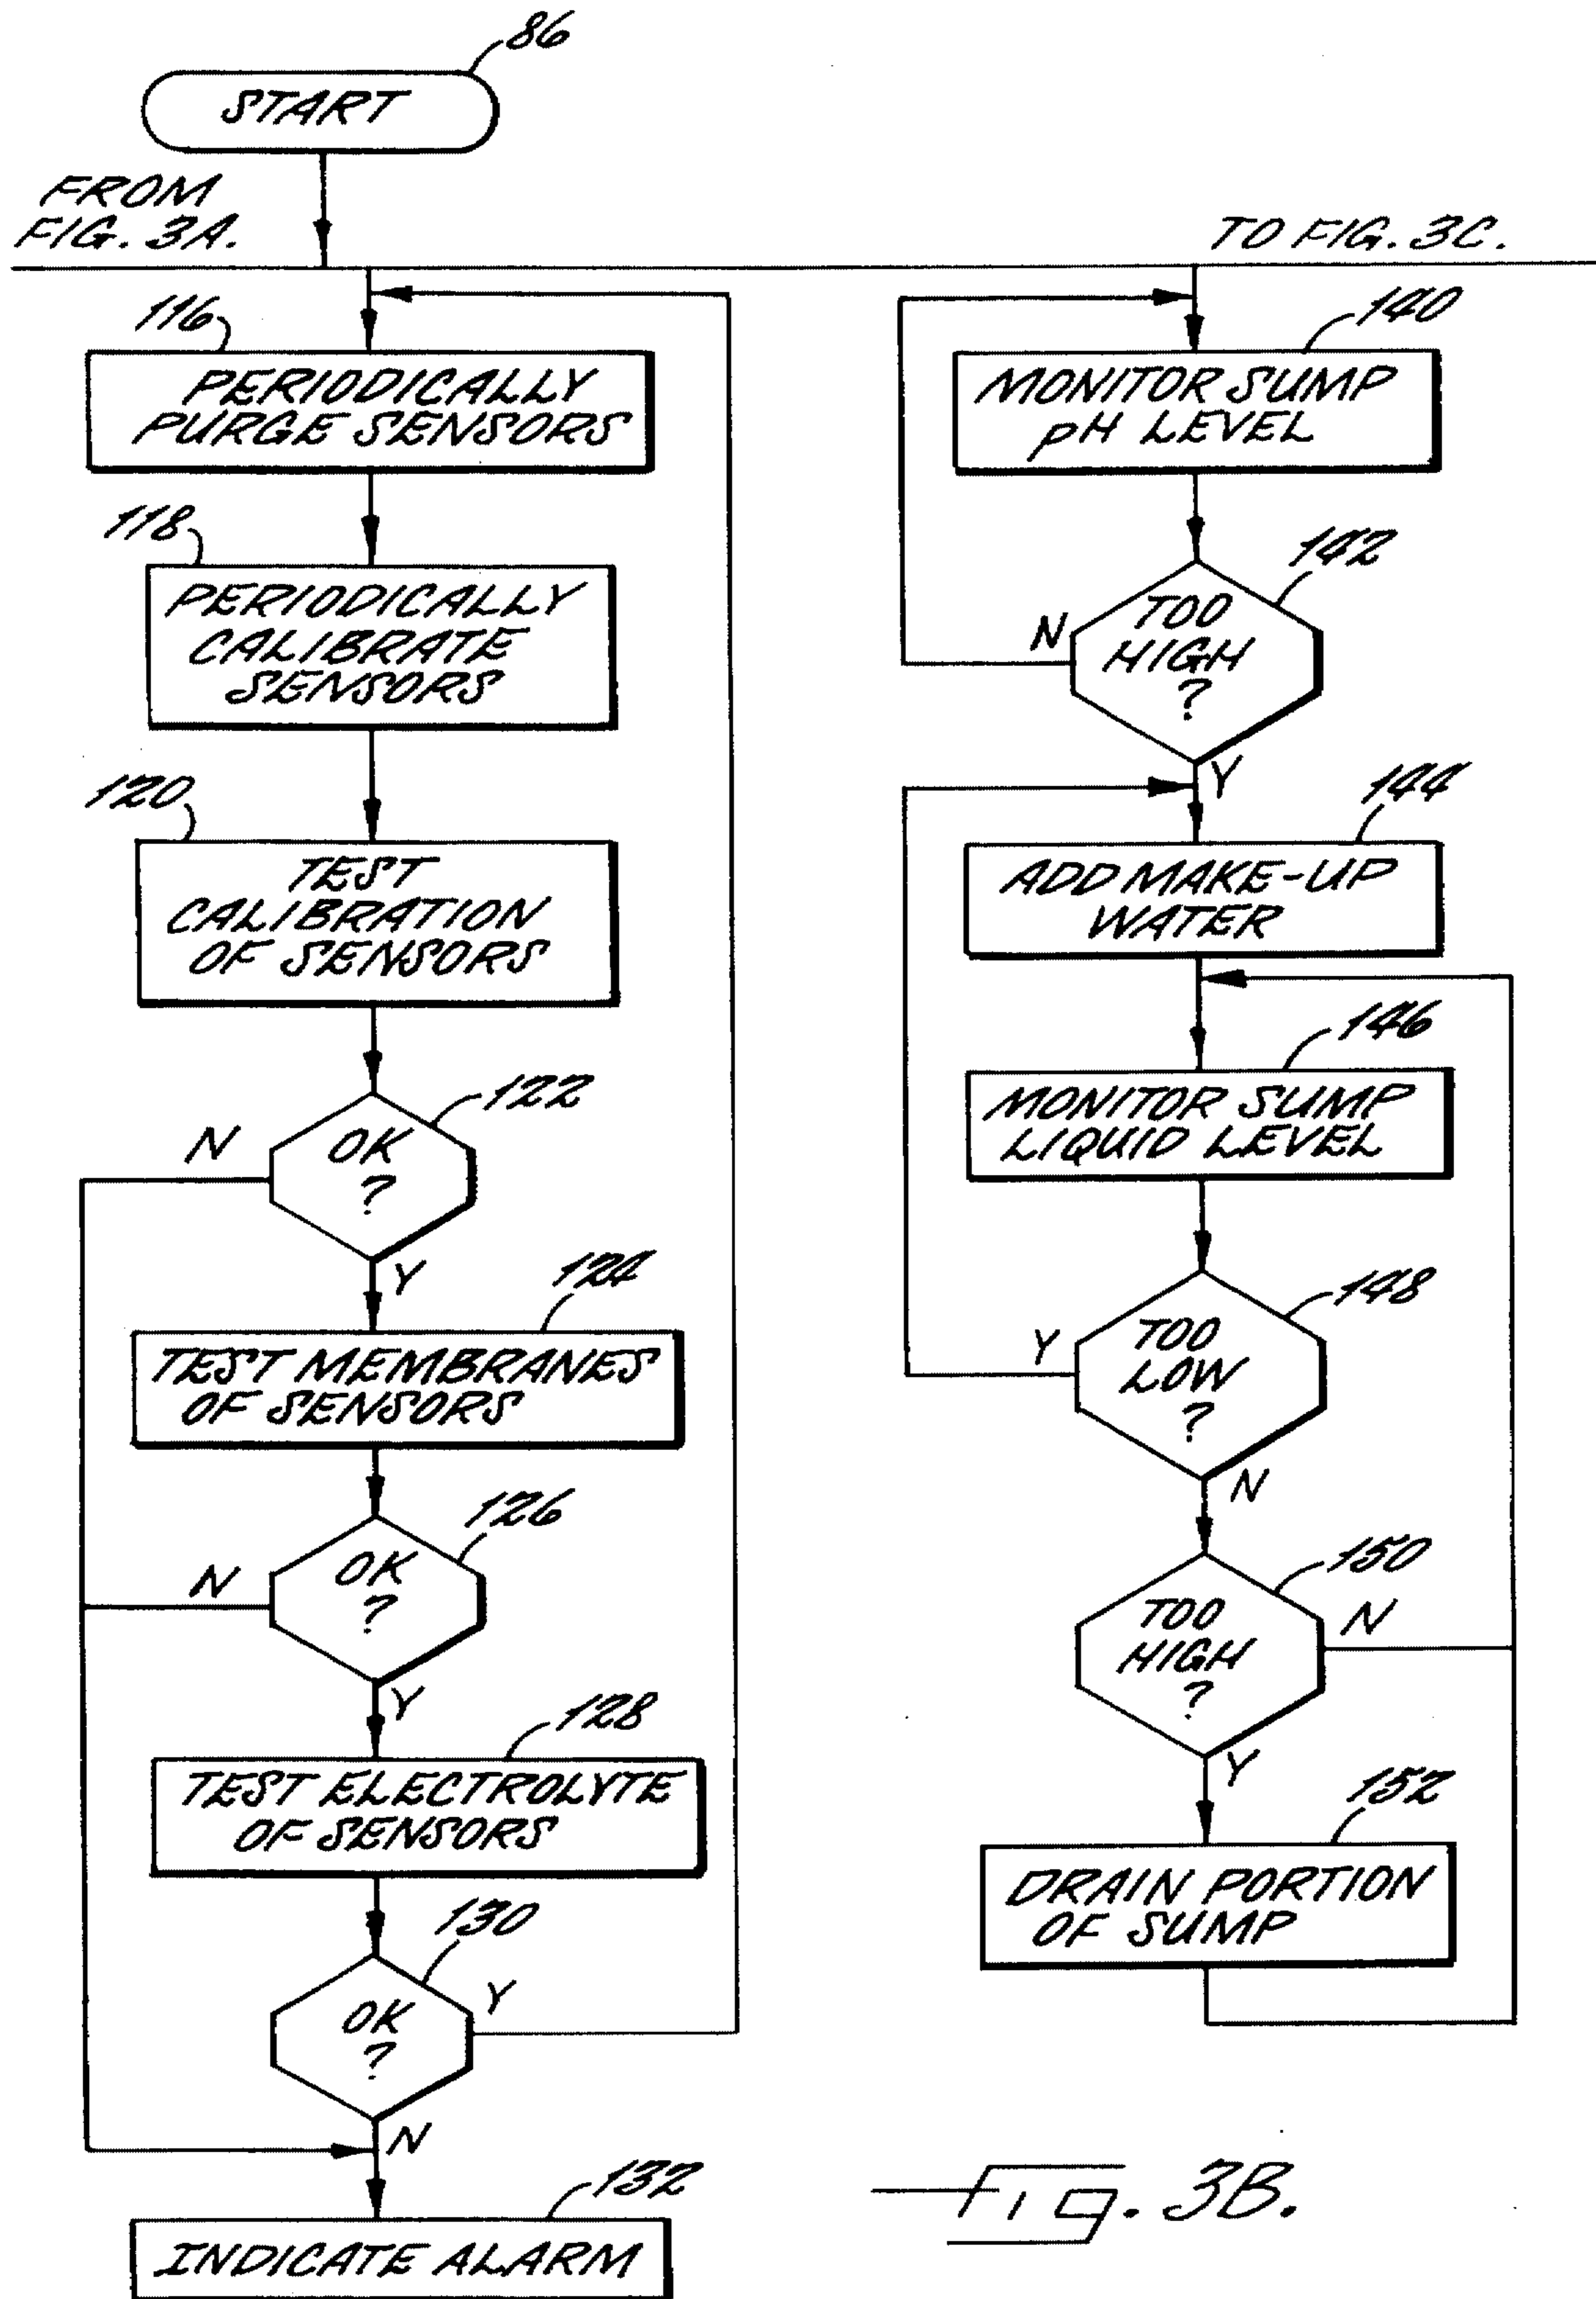 86
START
FROM
FIG. 3A.
TO FIG. 3C.
116
PERIODICALLY
PURGE SENSORS
118
PERIODICALLY
CALIBRATE
SENSORS
120
TEST
CALIBRATION
OF SENSORS
122
OK
?
N
Y
124
TEST MEMBRANES
OF SENSORS
126
OK
?
N
Y
128
TEST ELECTROLYTE
OF SENSORS
130
OK
?
Y
N
132
INDICATE ALARM
140
MONITOR SUMP
pH LEVEL
142
TOO
HIGH
?
N
Y
144
ADD MAKE-UP
WATER
146
MONITOR SUMP
LIQUID LEVEL
148
TOO
LOW
?
Y
N
150
TOO
HIGH
?
N
Y
152
DRAIN PORTION
OF SUMP
Fig. 3B.